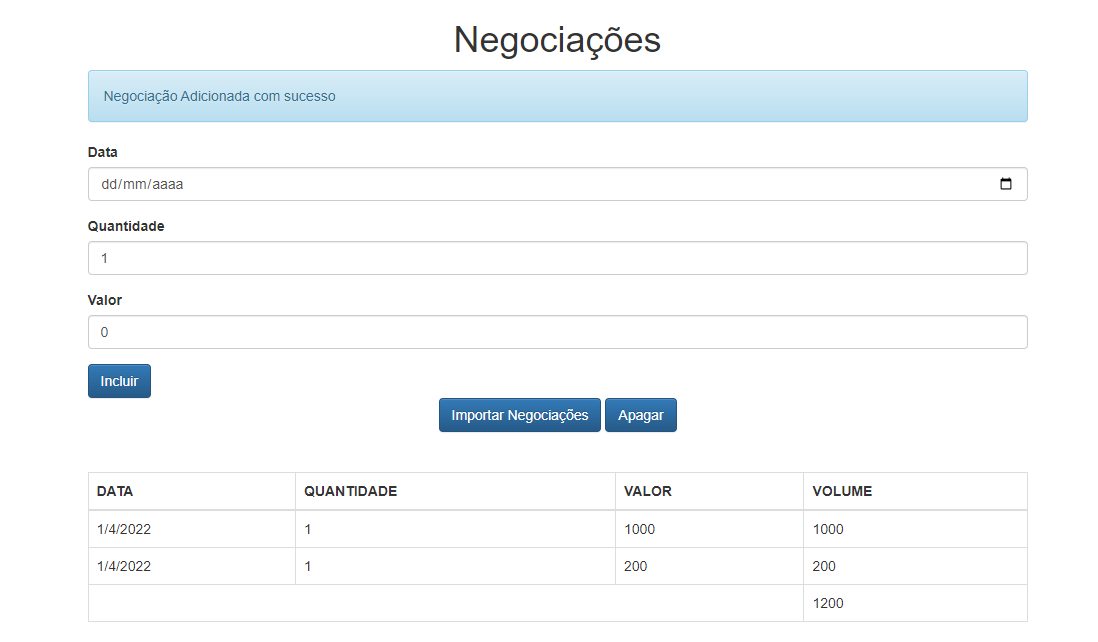 Negociações
Negociação Adicionada com sucesso
Data
dd/mm/aaaa
Quantidade
1
Valor
0
Incluir
Importar Negociações Apagar
DATA QUANTIDADE VALOR VOLUME
1/4/2022 1 1000 1000
1/4/2022 1 200 200
1200